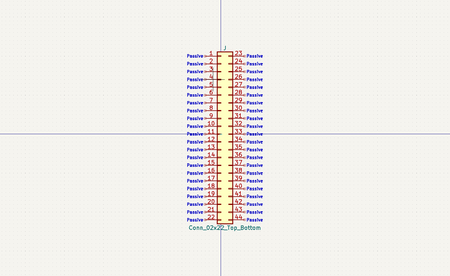 J
Passive 1 23 Passive
Passive 2 24 Passive
Passive 3 25 Passive
Passive 4 26 Passive
Passive 5 27 Passive
Passive 6 28 Passive
Passive 7 29 Passive
Passive 8 30 Passive
Passive 9 31 Passive
Passive 10 32 Passive
Passive 11 33 Passive
Passive 12 34 Passive
Passive 13 35 Passive
Passive 14 36 Passive
Passive 15 37 Passive
Passive 16 38 Passive
Passive 17 39 Passive
Passive 18 40 Passive
Passive 19 41 Passive
Passive 20 42 Passive
Passive 21 43 Passive
Passive 22 44 Passive
Conn_02x22_Top_Bottom